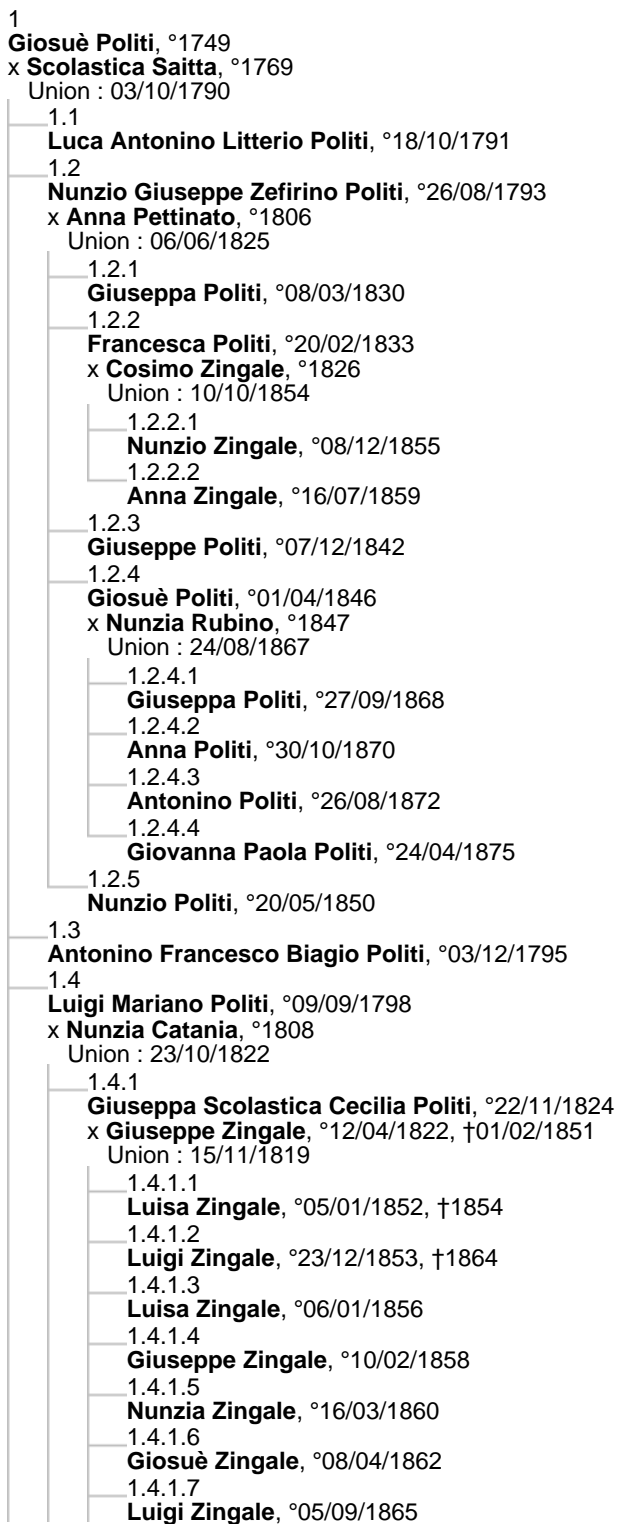 1
Giosuè Politi, °1749
x Scolastica Saitta, °1769
Union : 03/10/1790
1.1
Luca Antonino Litterio Politi, °18/10/1791
1.2
Nunzio Giuseppe Zefirino Politi, °26/08/1793
x Anna Pettinato, °1806
Union : 06/06/1825
1.2.1
Giuseppa Politi, °08/03/1830
1.2.2
Francesca Politi, °20/02/1833
x Cosimo Zingale, °1826
Union : 10/10/1854
1.2.2.1
Nunzio Zingale, °08/12/1855
1.2.2.2
Anna Zingale, °16/07/1859
1.2.3
Giuseppe Politi, °07/12/1842
1.2.4
Giosuè Politi, °01/04/1846
x Nunzia Rubino, °1847
Union : 24/08/1867
1.2.4.1
Giuseppa Politi, °27/09/1868
1.2.4.2
Anna Politi, °30/10/1870
1.2.4.3
Antonino Politi, °26/08/1872
1.2.4.4
Giovanna Paola Politi, °24/04/1875
1.2.5
Nunzio Politi, °20/05/1850
1.3
Antonino Francesco Biagio Politi, °03/12/1795
1.4
Luigi Mariano Politi, °09/09/1798
x Nunzia Catania, °1808
Union : 23/10/1822
1.4.1
Giuseppa Scolastica Cecilia Politi, °22/11/1824
x Giuseppe Zingale, °12/04/1822, †01/02/1851
Union : 15/11/1819
1.4.1.1
Luisa Zingale, °05/01/1852, †1854
1.4.1.2
Luigi Zingale, °23/12/1853, †1864
1.4.1.3
Luisa Zingale, °06/01/1856
1.4.1.4
Giuseppe Zingale, °10/02/1858
1.4.1.5
Nunzia Zingale, °16/03/1860
1.4.1.6
Giosuè Zingale, °08/04/1862
1.4.1.7
Luigi Zingale, °05/09/1865